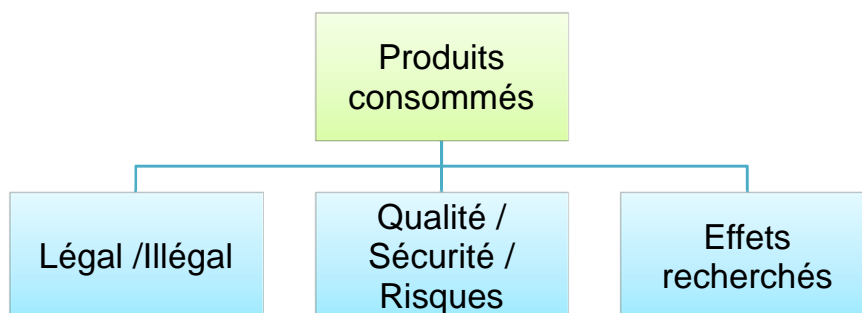 Produits
consommés
Légal /Illégal
Qualité /
Sécurité /
Risques
Effets
recherchés